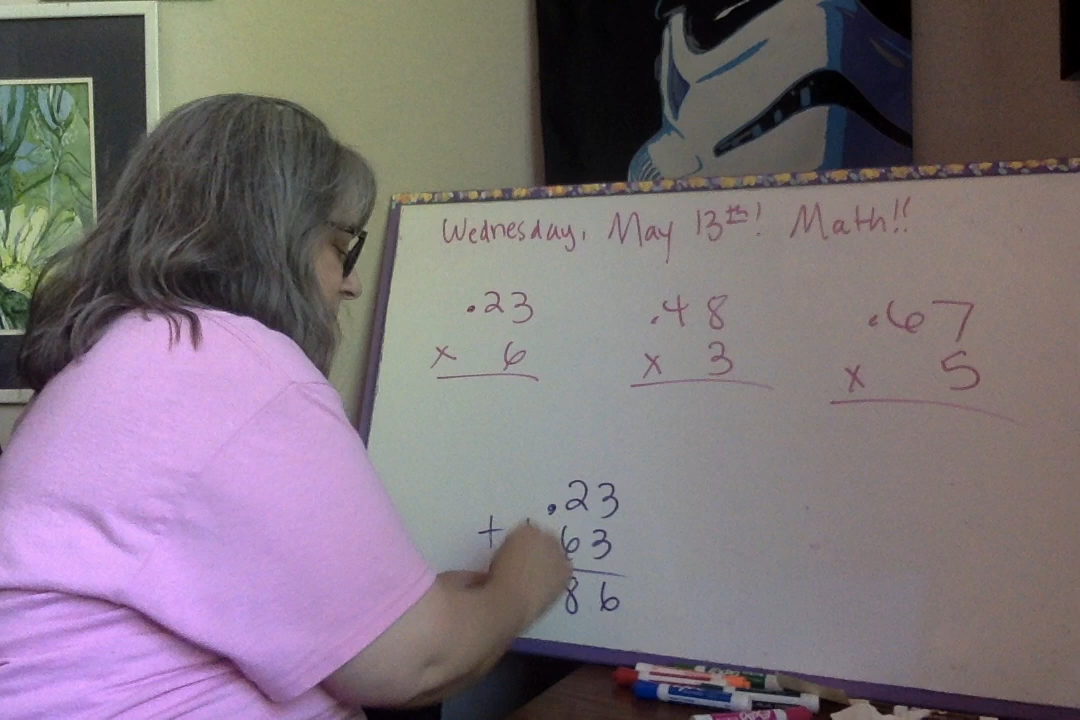 Wednesday, May 13th! Math!!
.23 .48 .67
x 6 x 3 x 5
.23
+ 63
86